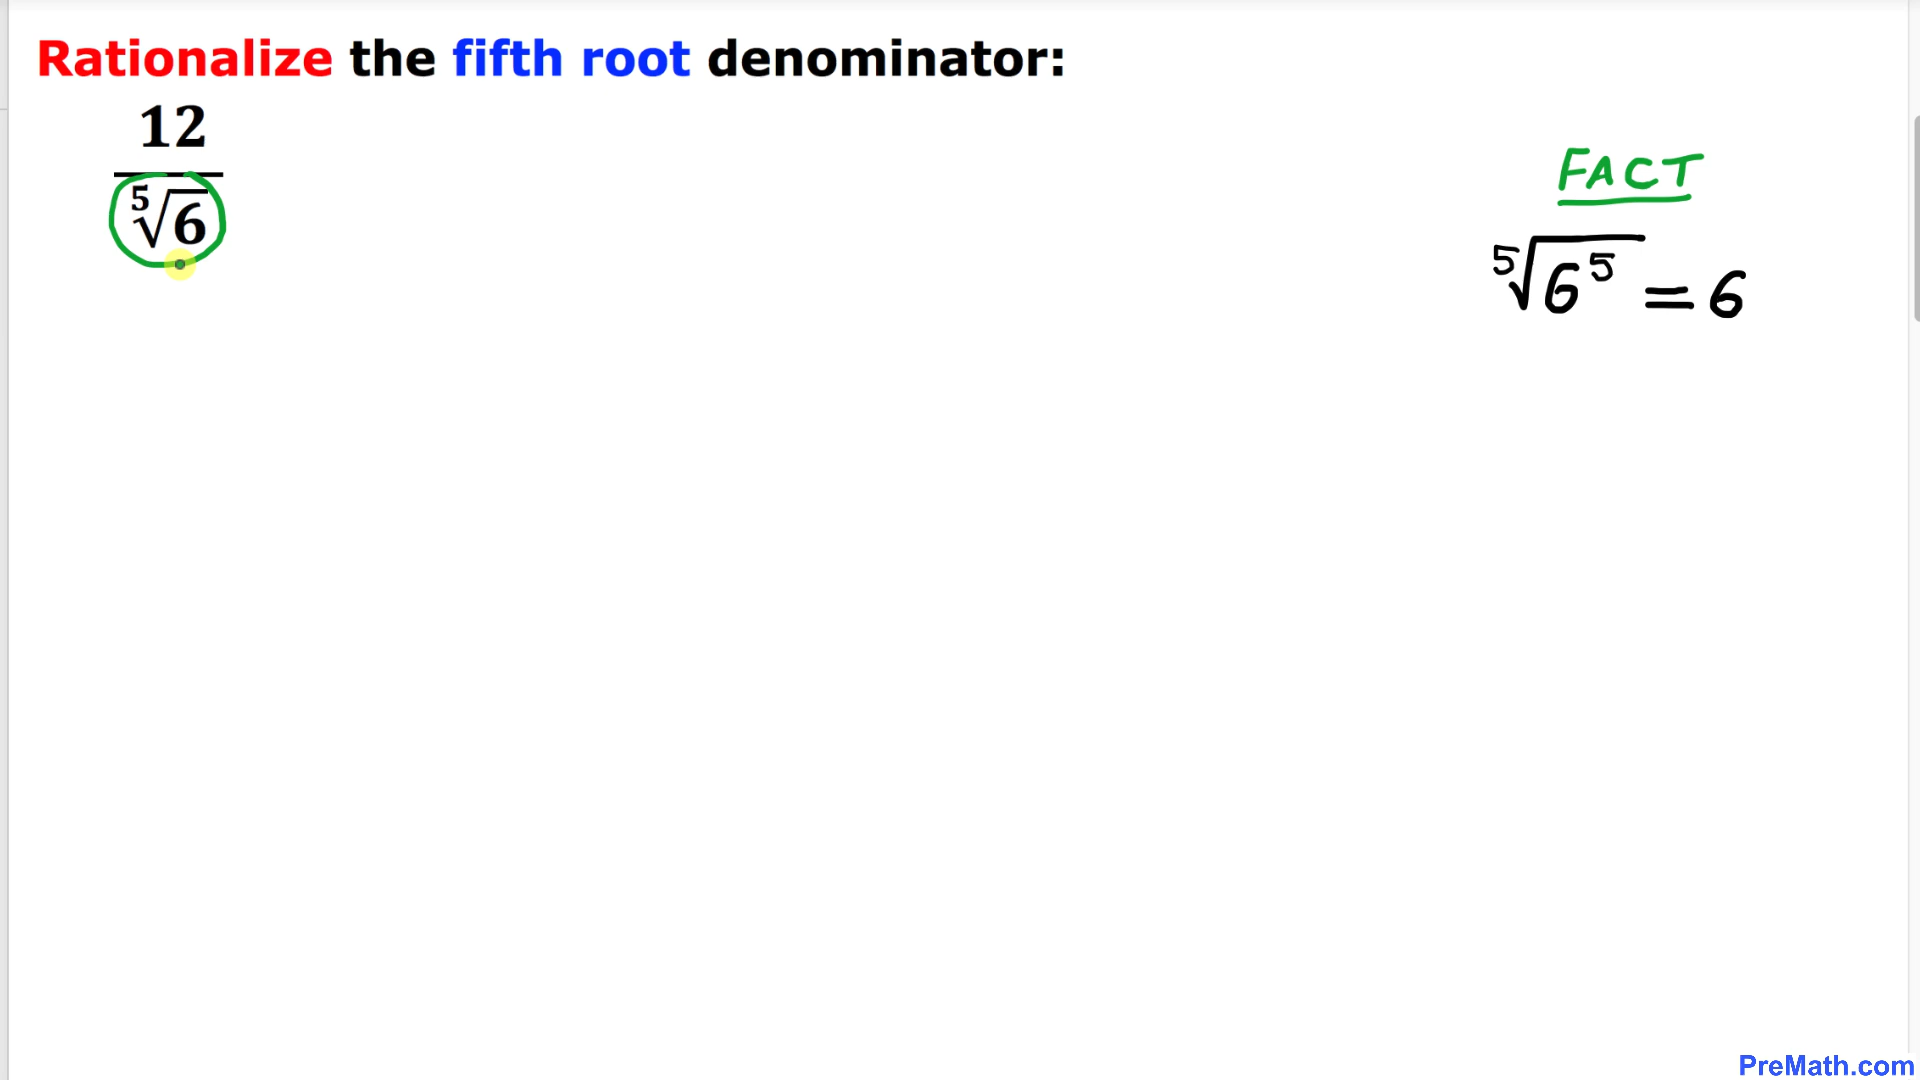 Rationalize the fifth root denominator:
12
⁵√6
FACT
⁵√6⁵ = 6
PreMath.com